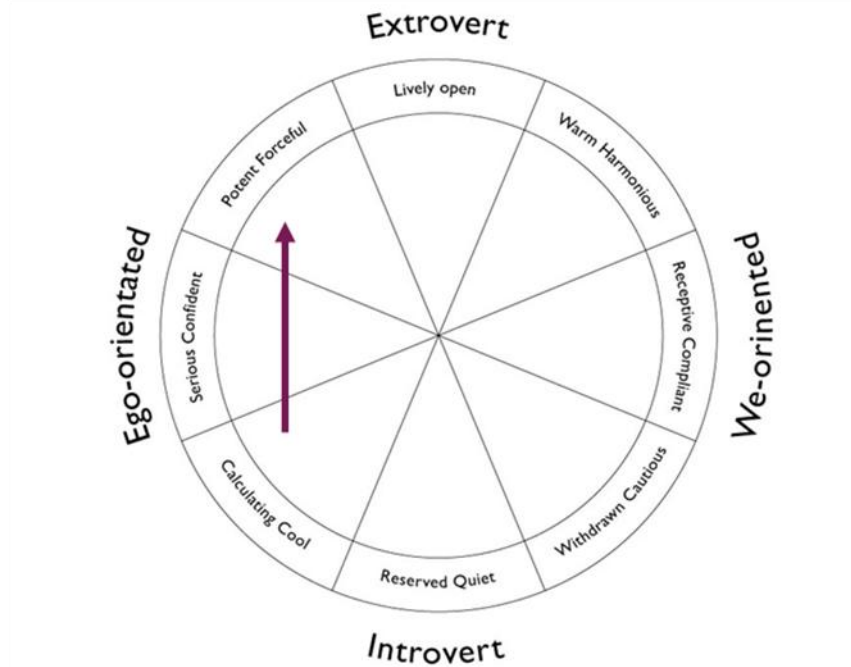 Extrovert
Lively open
Potent Forceful
Warm Harmonious
Ego-orientated
Serious Confident
Receptive Compliant
We-orinented
Calculating Cool
Withdrawn Cautious
Reserved Quiet
Introvert